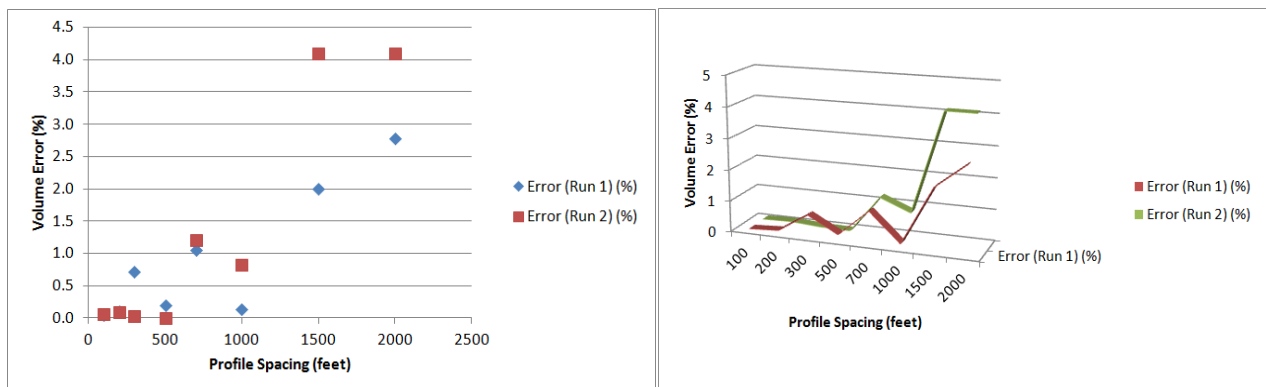 4.5
4.0
3.5
3.0
2.5
2.0
1.5
1.0
0.5
0.0
Volume Error (%)
0 500 1000 1500 2000 2500
Profile Spacing (feet)
Error (Run 1) (%)
Error (Run 2) (%)
5
4
3
2
1
0
Volume Error (%)
100 200 300 500 700 1000 1500 2000
Profile Spacing (feet)
Error (Run 1) (%)
Error (Run 1) (%)
Error (Run 2) (%)